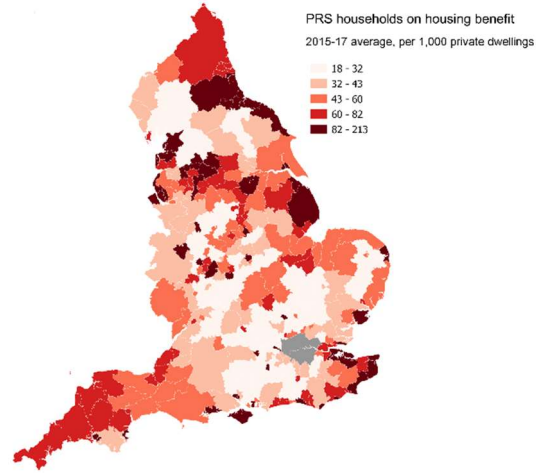 PRS households on housing benefit
2015-17 average, per 1,000 private dwellings
18 - 32
32 - 43
43 - 60
60 - 82
82 - 213